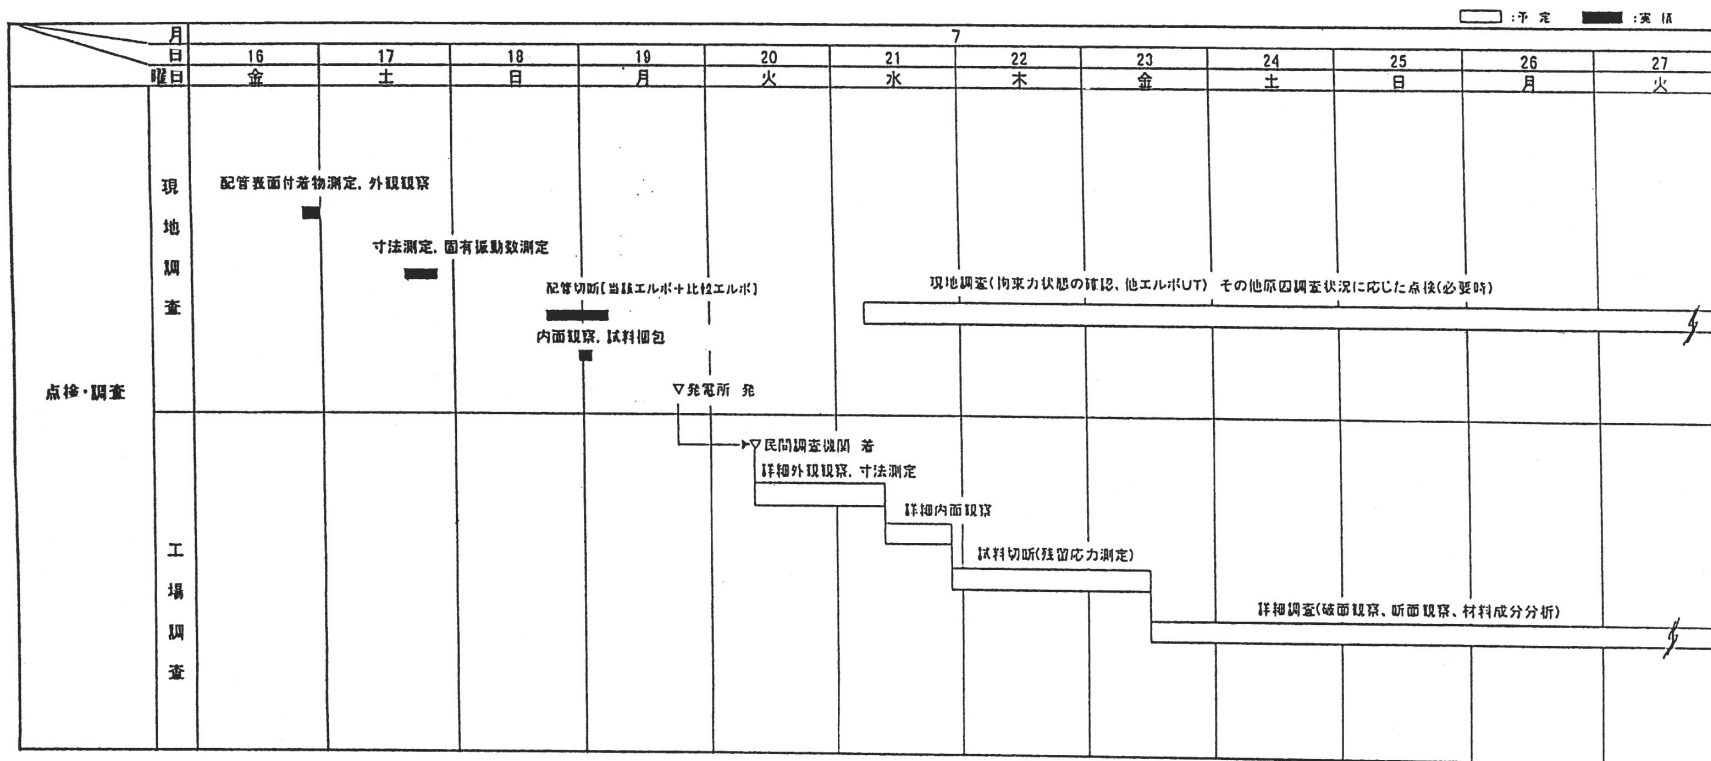 :予 定 :実 績
月 7
日 16 17 18 19 20 21 22 23 24 25 26 27
曜日 金 土 日 月 火 水 木 金 土 日 月 火
点検・調査
現地調査
配管表面付着物測定, 外観観察
寸法測定, 固有振動数測定
配管切断[当該エルボ+比較エルボ]
内面観察, 試料梱包
現地調査(拘束力状態の確認、他エルボUT) その他原因調査状況に応じた点検(必要時)
▽発電所 発
工場調査
▽民間調査機関 着
詳細外観観察, 寸法測定
詳細内面観察
試料切断(残留応力測定)
詳細調査(破面観察、断面観察、材料成分分析)